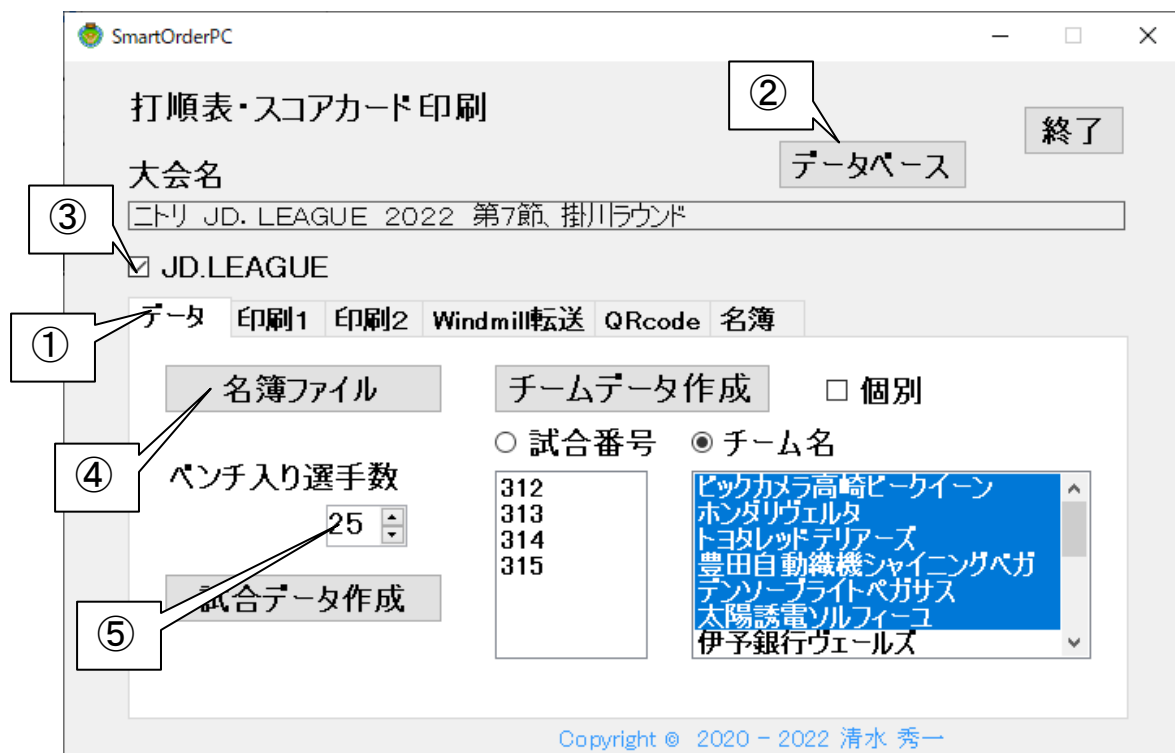 SmartOrderPC
②
打順表・スコアカード印刷
終了
データベース
大会名
③
ニトリ JD. LEAGUE 2022 第7節、掛川ラウンド
JD.LEAGUE
①
データ 印刷1 印刷2 Windmill転送 QRcode 名簿
名簿ファイル
チームデータ作成
個別
試合番号
チーム名
④
ベンチ入り選手数
25
312
313
314
315
ビックカメラ高崎ビークイーン
ホンダリヴェルタ
トヨタレッドテリアーズ
豊田自動織機シャイニングベガ
デンソーブライトペガサス
太陽誘電ソルフィーユ
伊予銀行ヴェールズ
⑤
試合データ作成
Copyright © 2020 - 2022 清水 秀一